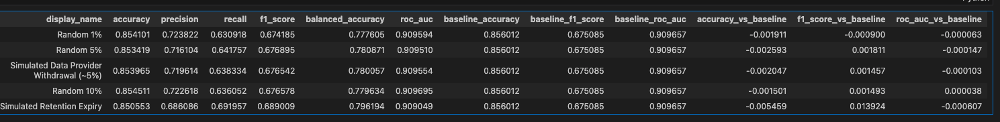 Python
display_name accuracy precision recall f1_score balanced_accuracy roc_auc baseline_accuracy baseline_f1_score baseline_roc_auc accuracy_vs_baseline f1_score_vs_baseline roc_auc_vs_baseline
Random 1% 0.854101 0.723822 0.630918 0.674185 0.777605 0.909594 0.856012 0.675085 0.909657 -0.001911 -0.000900 -0.000063
Random 5% 0.853419 0.716104 0.641757 0.676895 0.780871 0.909510 0.856012 0.675085 0.909657 -0.002593 0.001811 -0.000147
Simulated Data Provider
Withdrawal (~5%) 0.853965 0.719614 0.638334 0.676542 0.780057 0.909554 0.856012 0.675085 0.909657 -0.002047 0.001457 -0.000103
Random 10% 0.854511 0.722618 0.636052 0.676578 0.779634 0.909695 0.856012 0.675085 0.909657 -0.001501 0.001493 0.000038
Simulated Retention Expiry 0.850553 0.686086 0.691957 0.689009 0.796194 0.909049 0.856012 0.675085 0.909657 -0.005459 0.013924 -0.000607